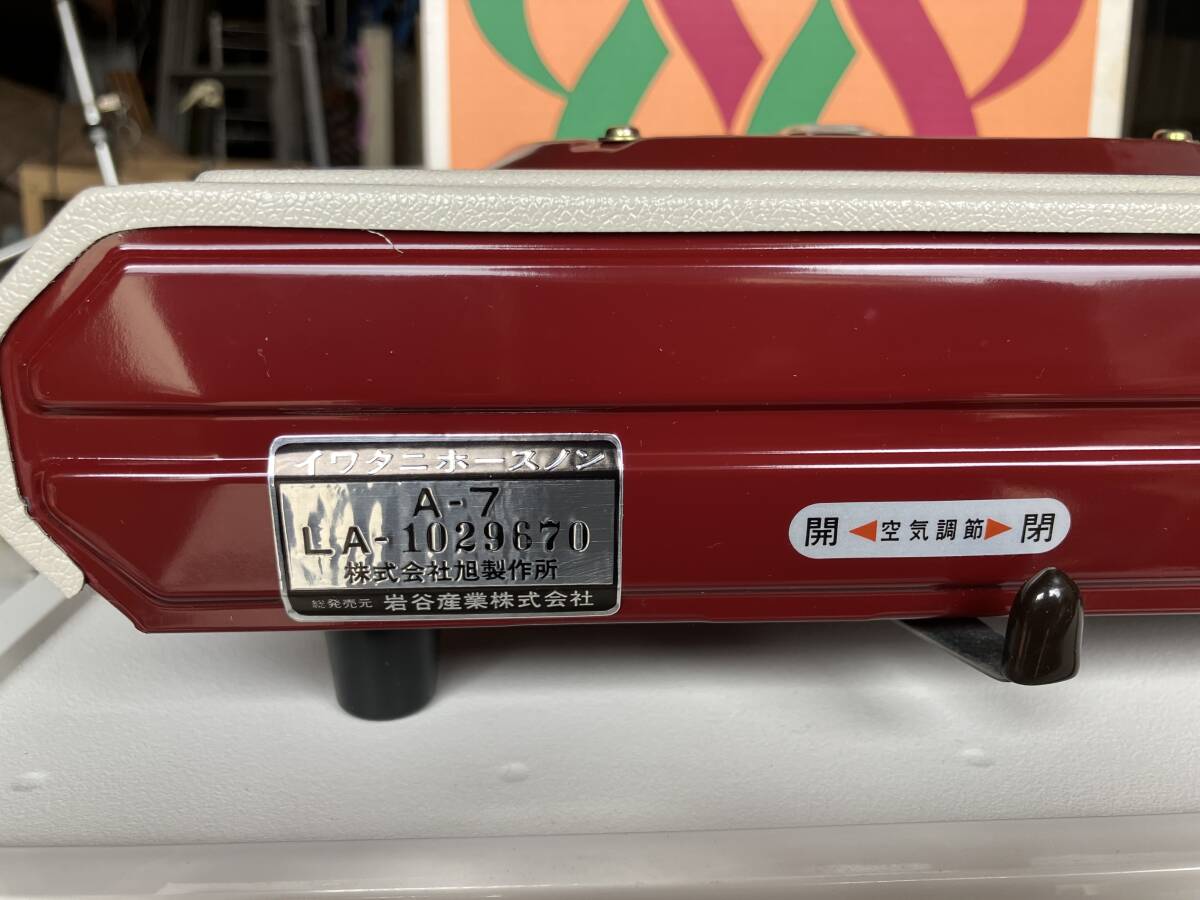 イワタニホースノン
A-7
LA-1029670
株式会社旭製作所
総発売元 岩谷産業株式会社
開 ◀空気調節▶ 閉